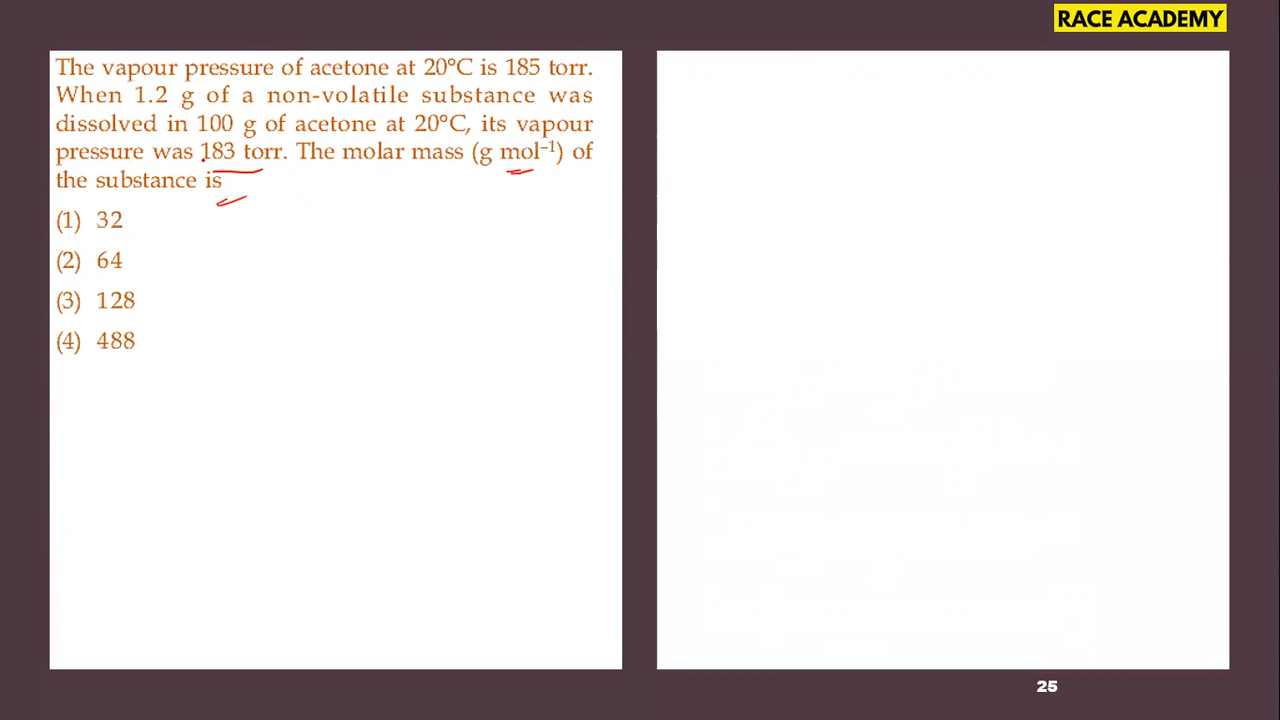 RACE ACADEMY
The vapour pressure of acetone at 20°C is 185 torr.
When 1.2 g of a non-volatile substance was
dissolved in 100 g of acetone at 20°C, its vapour
pressure was 183 torr. The molar mass (g mol⁻¹) of
the substance is
(1) 32
(2) 64
(3) 128
(4) 488
25